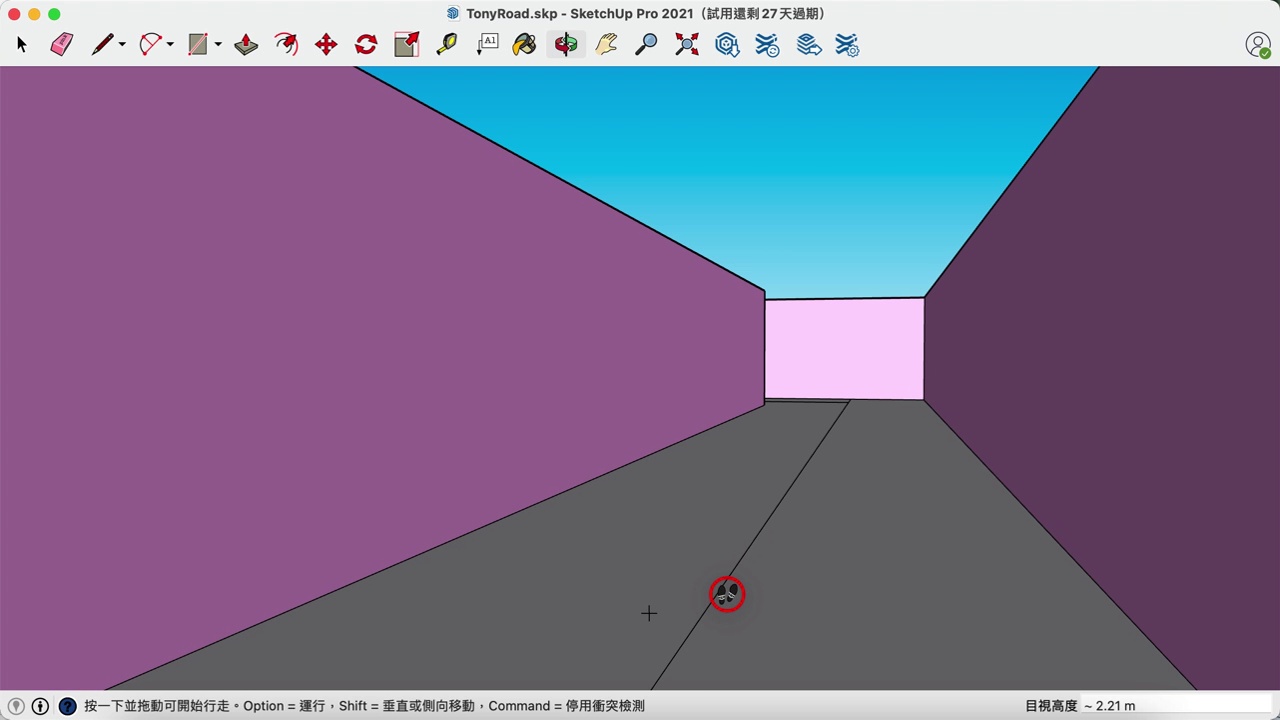 TonyRoad.skp - SketchUp Pro 2021（試用還剩 27 天過期）
A1
按一下並拖動可開始行走。Option = 運行，Shift = 垂直或側向移動，Command = 停用衝突檢測
目視高度 ~ 2.21 m